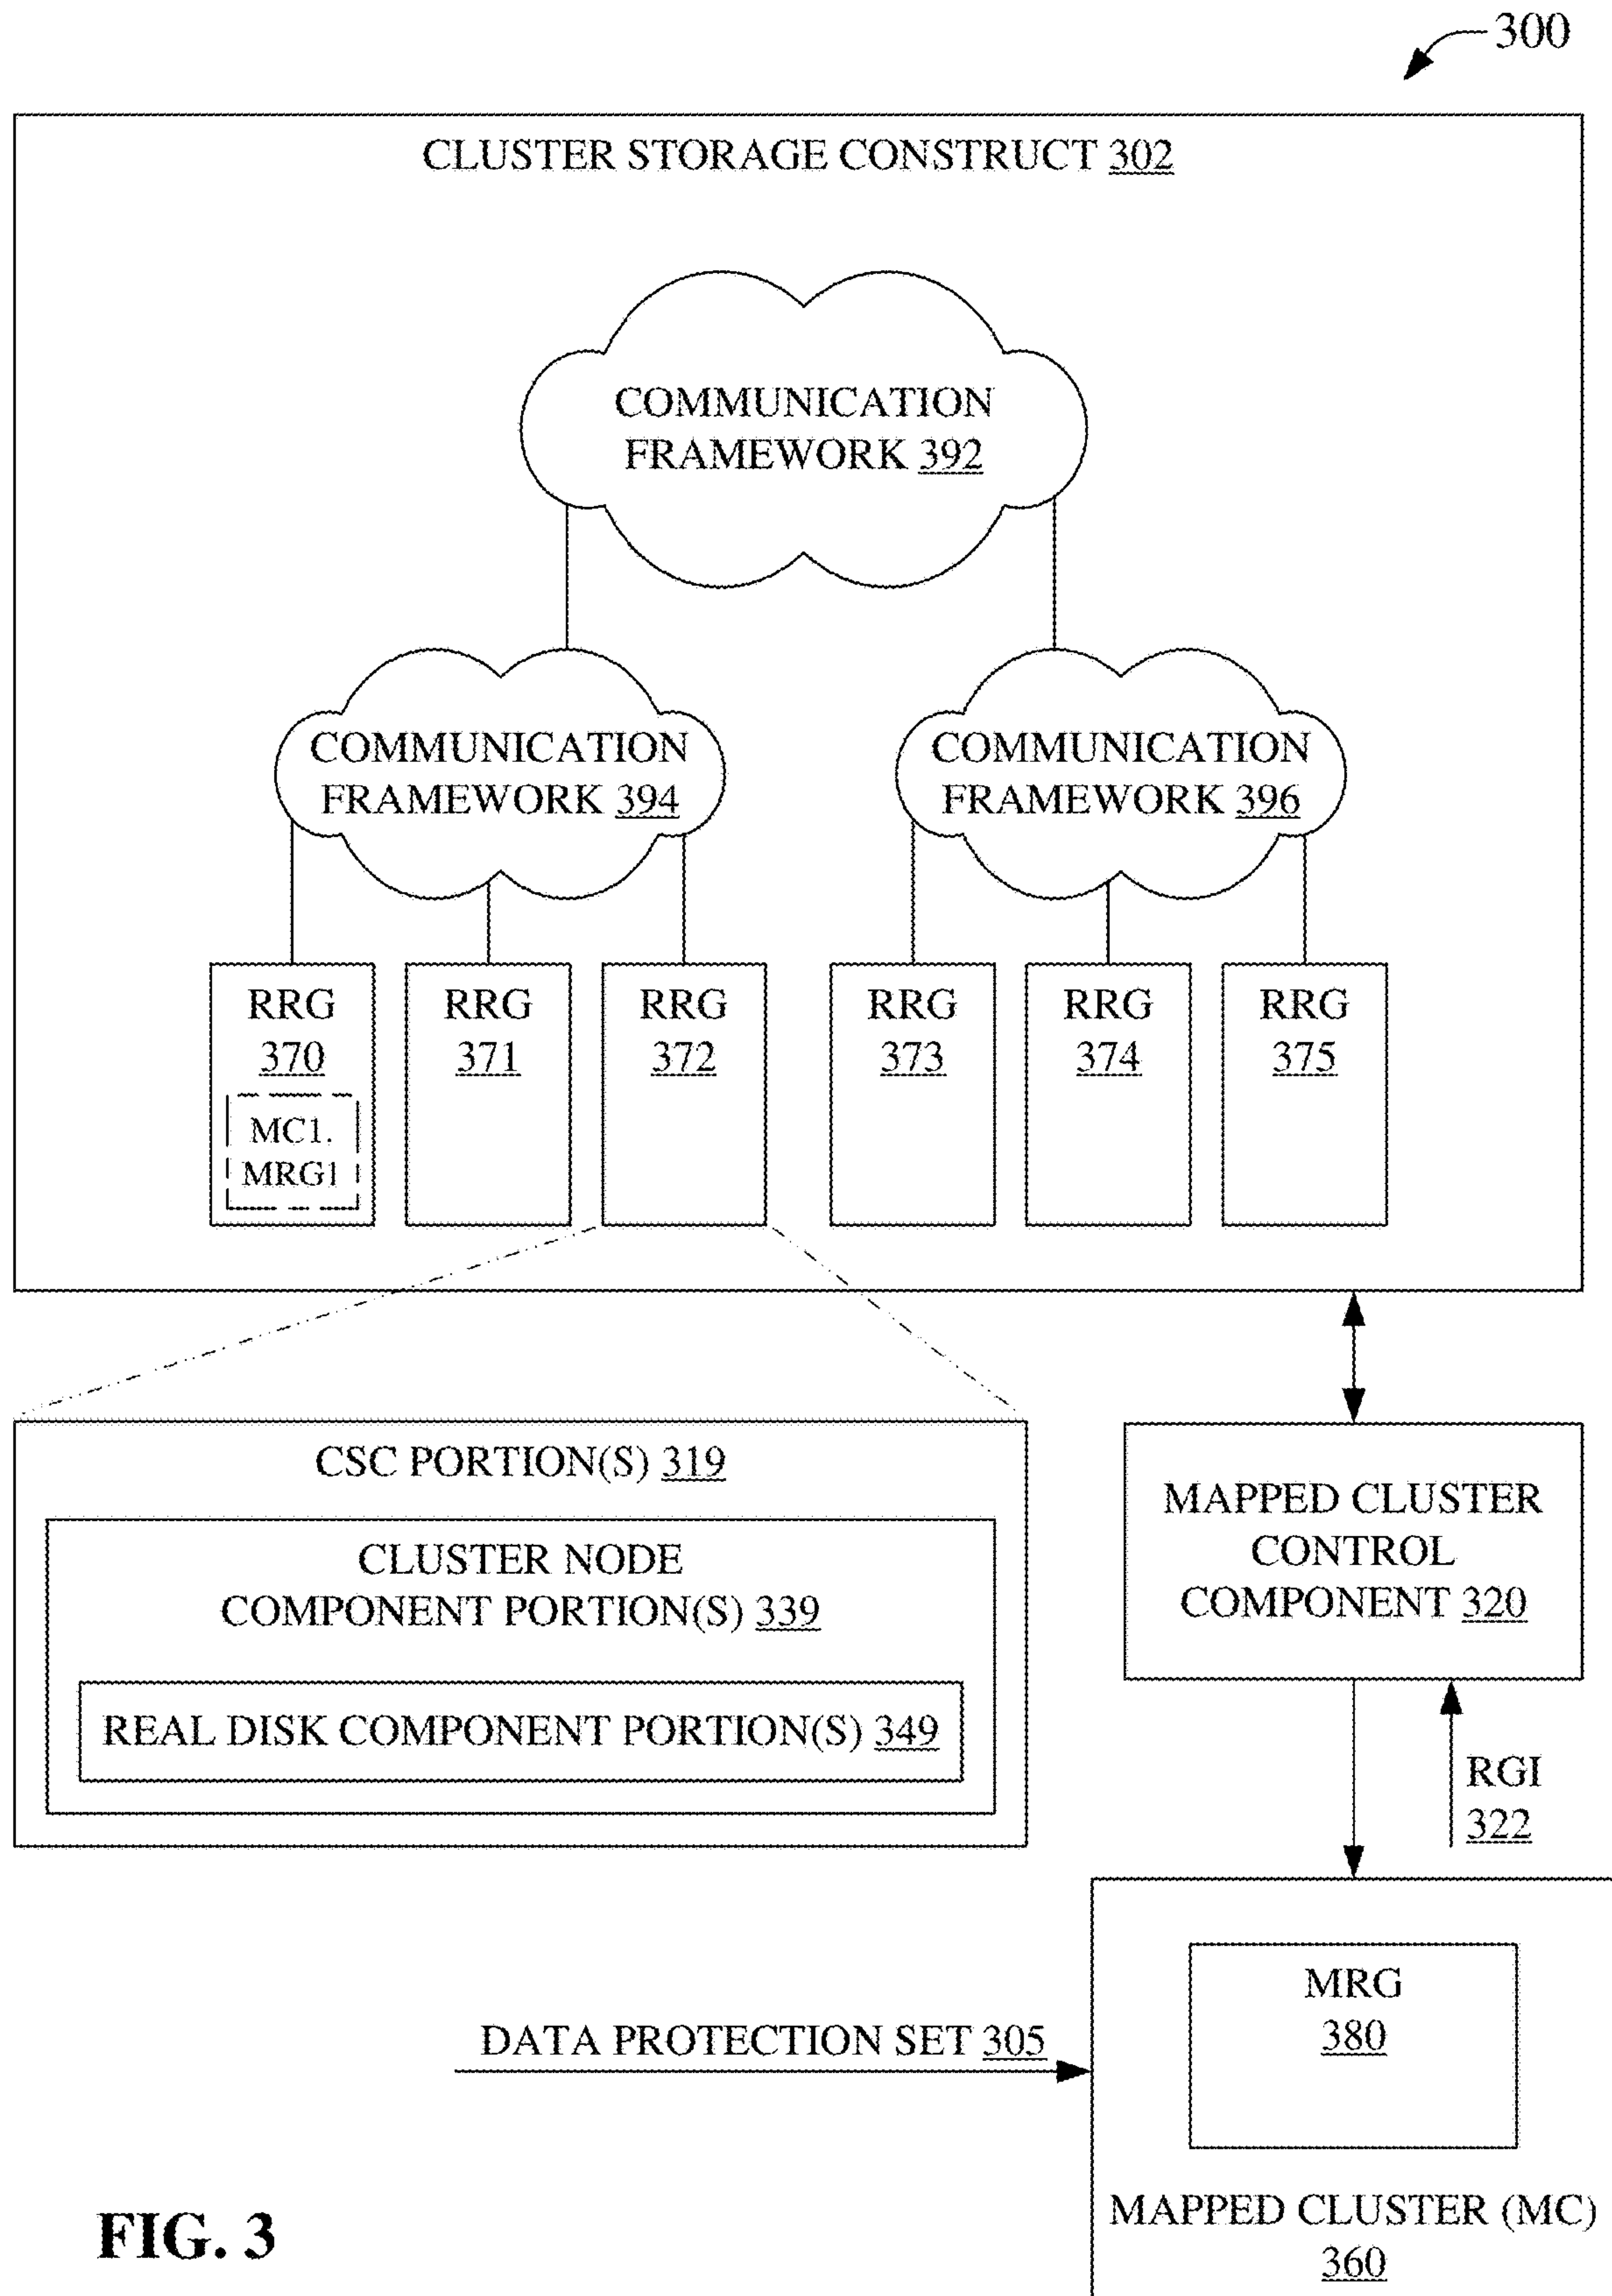 300
CLUSTER STORAGE CONSTRUCT 302
COMMUNICATION
FRAMEWORK 392
COMMUNICATION
FRAMEWORK 394
COMMUNICATION
FRAMEWORK 396
RRG
370
MC1.
MRG1
RRG
371
RRG
372
RRG
373
RRG
374
RRG
375
CSC PORTION(S) 319
CLUSTER NODE
COMPONENT PORTION(S) 339
REAL DISK COMPONENT PORTION(S) 349
MAPPED CLUSTER
CONTROL
COMPONENT 320
RGI
322
DATA PROTECTION SET 305
MRG
380
MAPPED CLUSTER (MC)
360
FIG. 3